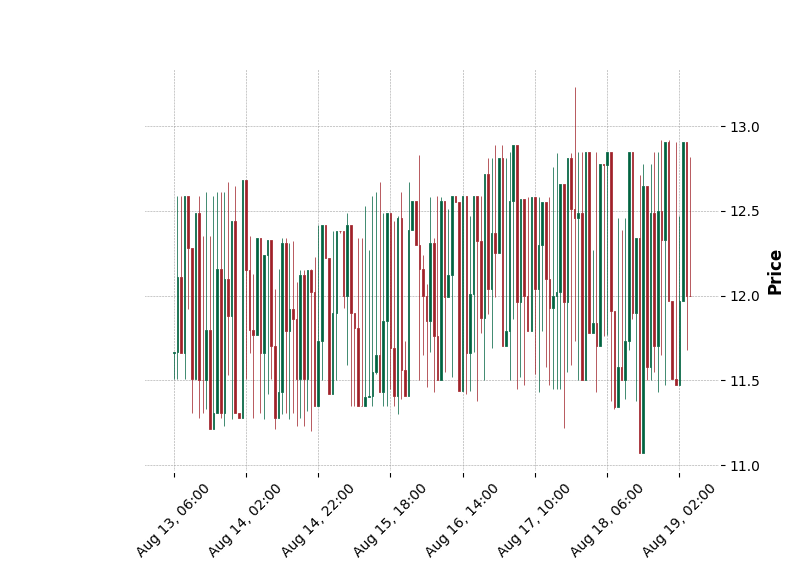 13.0
12.5
12.0
11.5
11.0
Price
Aug 13, 06:00
Aug 14, 02:00
Aug 14, 22:00
Aug 15, 18:00
Aug 16, 14:00
Aug 17, 10:00
Aug 18, 06:00
Aug 19, 02:00